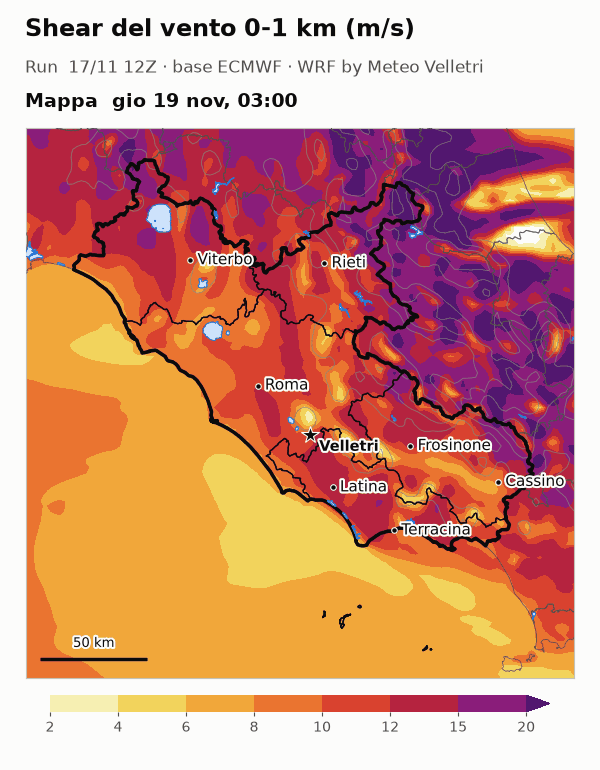 Shear del vento 0-1 km (m/s)
Run  17/11 12Z · base ECMWF · WRF by Meteo Velletri
Mappa  gio 19 nov, 03:00
Viterbo
Rieti
Roma
Velletri
Frosinone
Cassino
Latina
Terracina
50 km
2 4 6 8 10 12 15 20